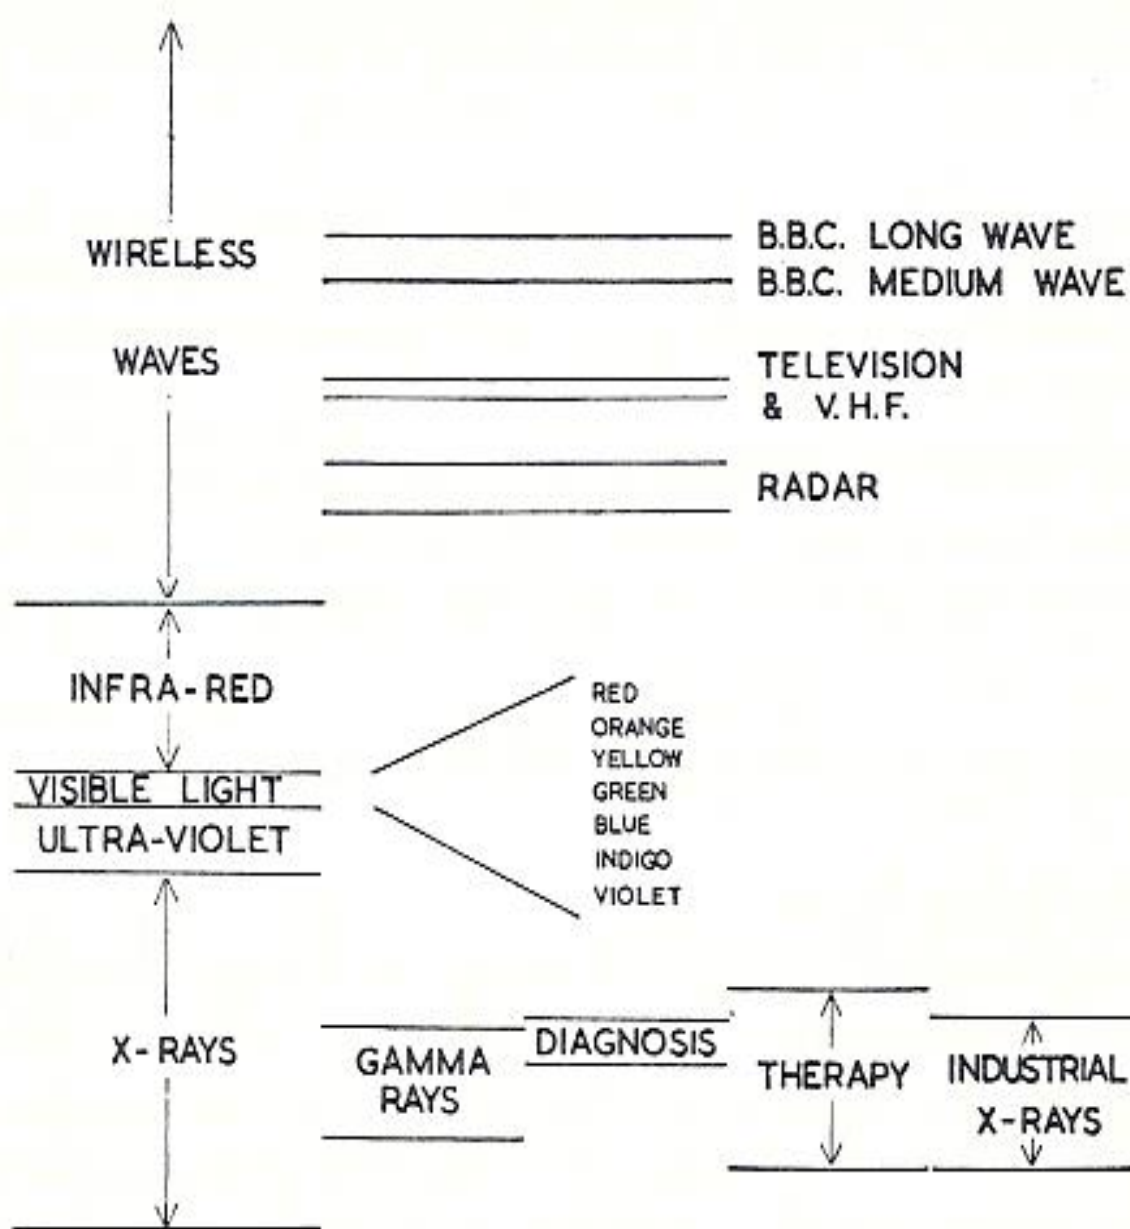 WIRELESS
WAVES
B.B.C. LONG WAVE
B.B.C. MEDIUM WAVE
TELEVISION
& V.H.F.
RADAR
INFRA-RED
VISIBLE LIGHT
ULTRA-VIOLET
RED
ORANGE
YELLOW
GREEN
BLUE
INDIGO
VIOLET
X-RAYS
GAMMA
RAYS
DIAGNOSIS
THERAPY
INDUSTRIAL
X-RAYS